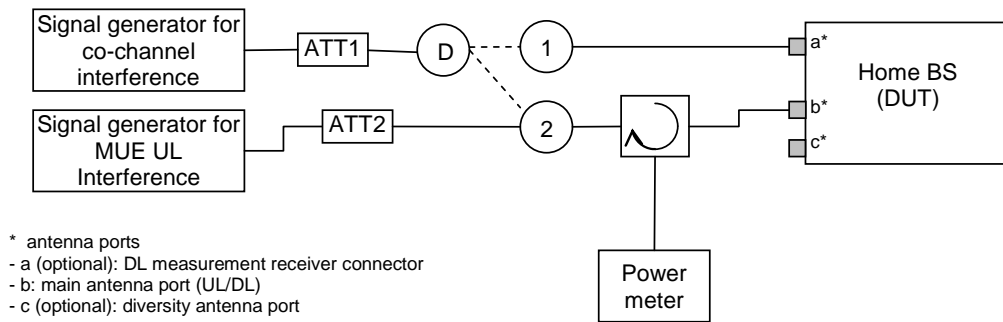 Signal generator for
co-channel
interference
ATT1
D
1
a*
Home BS
(DUT)
Signal generator for
MUE UL
Interference
ATT2
2
b*
c*
* antenna ports
- a (optional): DL measurement receiver connector
- b: main antenna port (UL/DL)
- c (optional): diversity antenna port
Power
meter